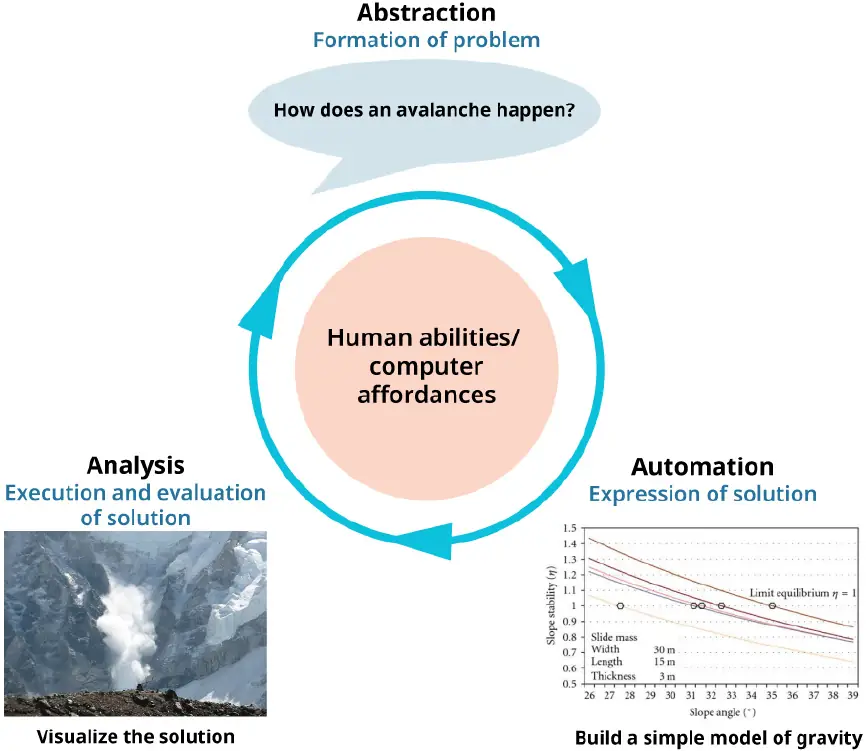 Abstraction
Formation of problem
How does an avalanche happen?
Human abilities/
computer
affordances
Analysis
Execution and evaluation
of solution
Visualize the solution
Automation
Expression of solution
Slope stability (η)
1.5
1.4
1.3
1.2
1.1
1
0.9
0.8
0.7
0.6
0.5
Limit equilibrium η = 1
Slide mass
Width 30 m
Length 15 m
Thickness 3 m
26 27 28 29 30 31 32 33 34 35 36 37 38 39
Slope angle (°)
Build a simple model of gravity